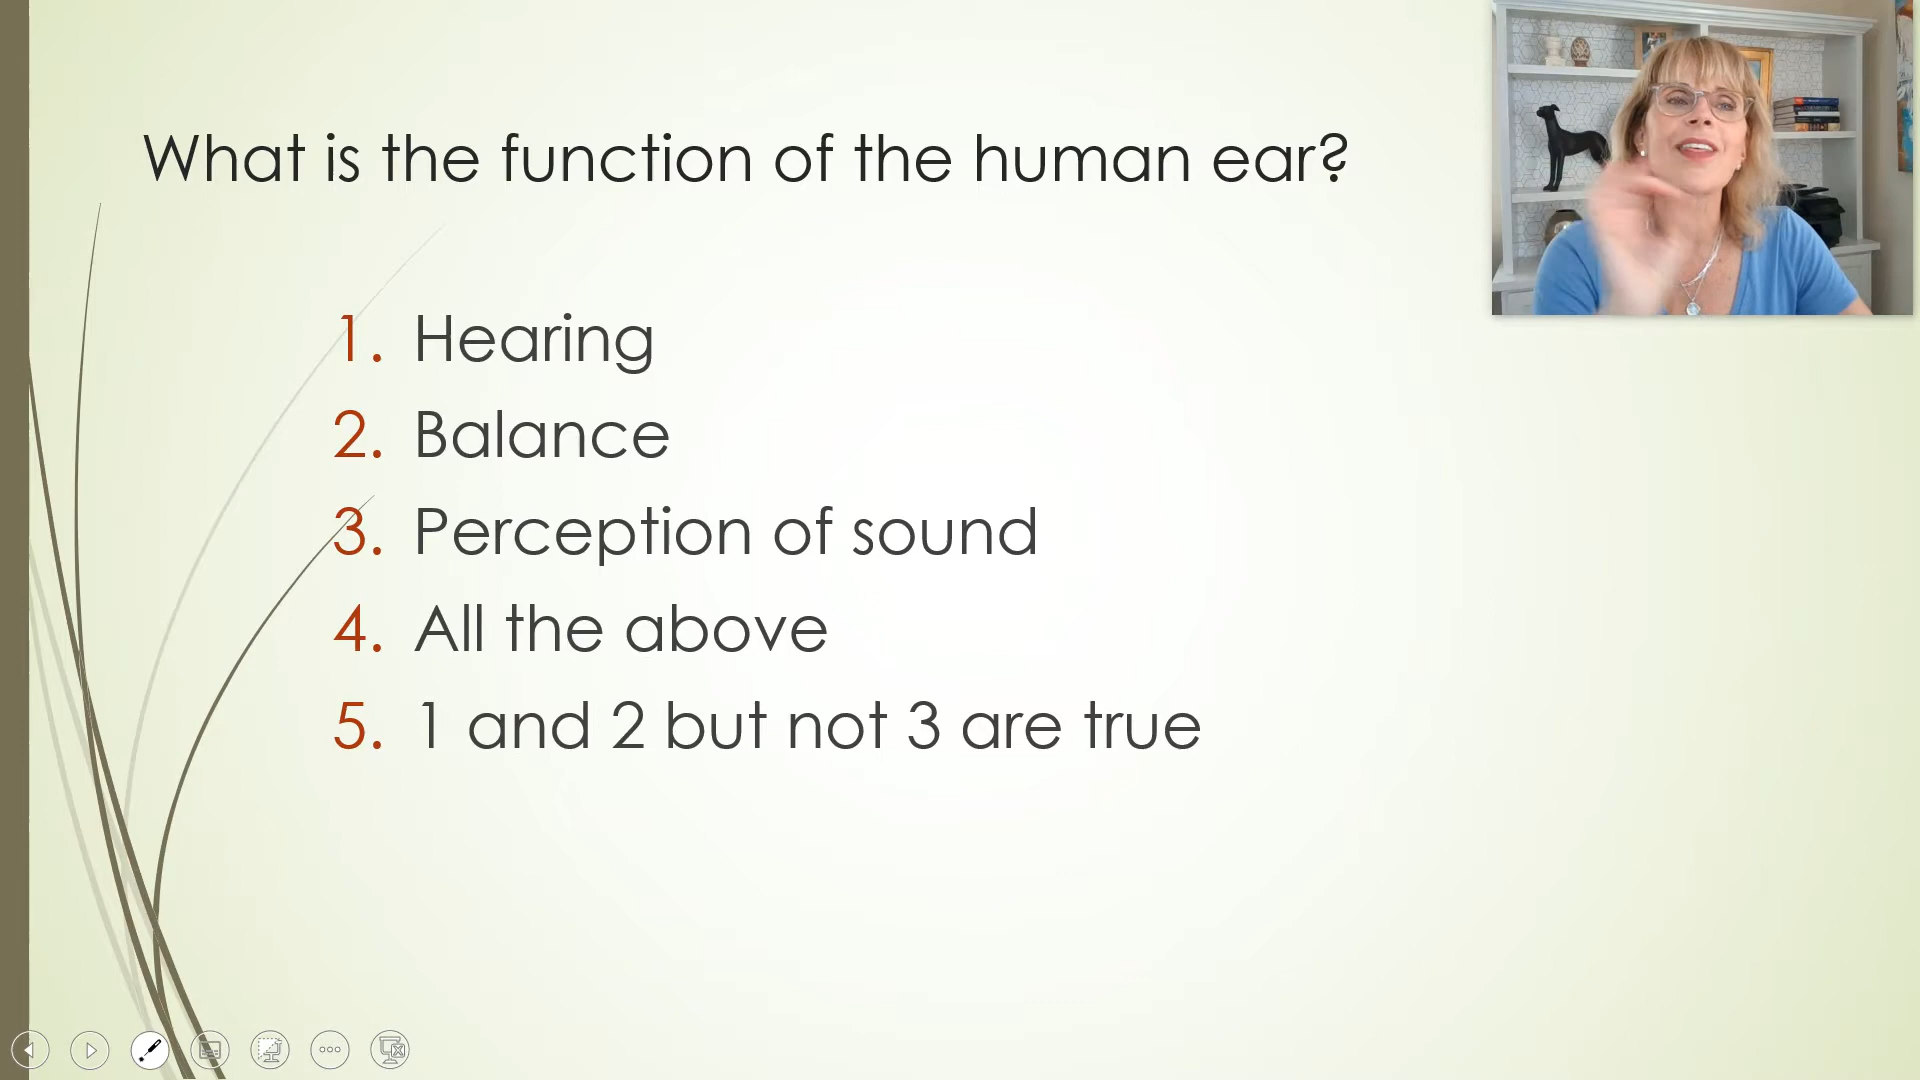 What is the function of the human ear?
1. Hearing
2. Balance
3. Perception of sound
4. All the above
5. 1 and 2 but not 3 are true